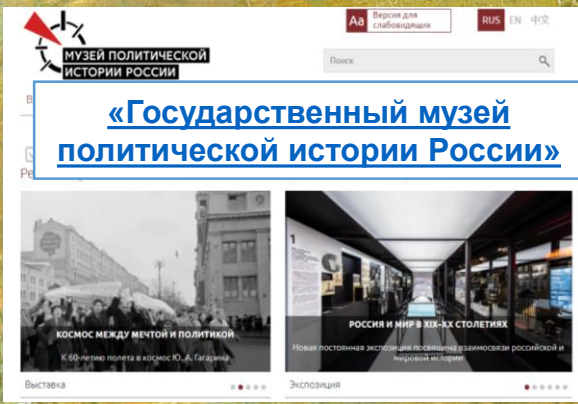 Аа Версия для слабовидящих RUS EN 中文
МУЗЕЙ ПОЛИТИЧЕСКОЙ
ИСТОРИИ РОССИИ
Поиск
«Государственный музей
политической истории России»
КОСМОС МЕЖДУ МЕЧТОЙ И ПОЛИТИКОЙ
К 60-летию полета в космос Ю. А. Гагарина
Выставка
1
РОССИЯ И МИР В XIX–XX СТОЛЕТИЯХ
Новая постоянная экспозиция посвящена взаимосвязи российской и
мировой истории
Экспозиция